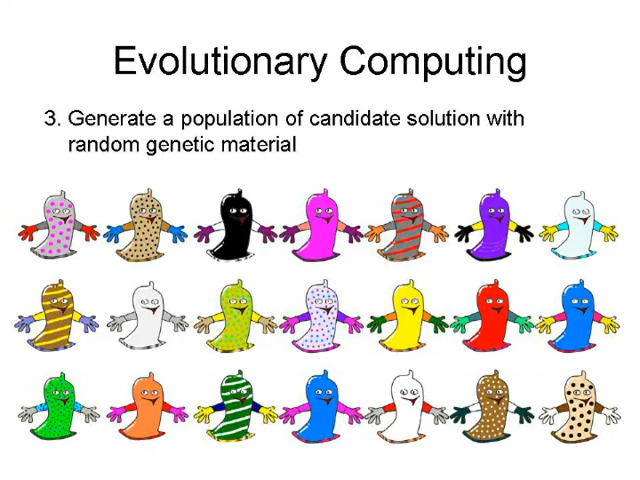 Evolutionary Computing
3. Generate a population of candidate solution with
random genetic material